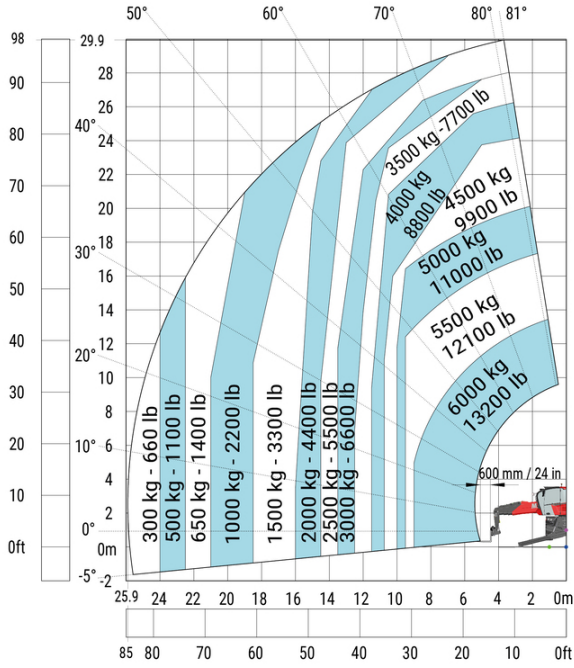 50° 60° 70° 80° 81°
98 29.9
90 28
26
80 40° 24
22
70 20
60 18
30° 16
50 14
40 12
20° 10
30 8
20 10° 6
4
10 2
0°
0ft 0m
-5° -2
3500 kg -7700 lb
4000 kg
8800 lb
4500 kg
9900 lb
5000 kg
11000 lb
5500 kg
12100 lb
6000 kg
13200 lb
300 kg - 660 lb
500 kg - 1100 lb
650 kg - 1400 lb
1000 kg - 2200 lb
1500 kg - 3300 lb
2000 kg - 4400 lb
2500 kg - 5500 lb
3000 kg - 6600 lb
600 mm / 24 in
25.9 24 22 20 18 16 14 12 10 8 6 4 2 0m
85 80 70 60 50 40 30 20 10 0ft